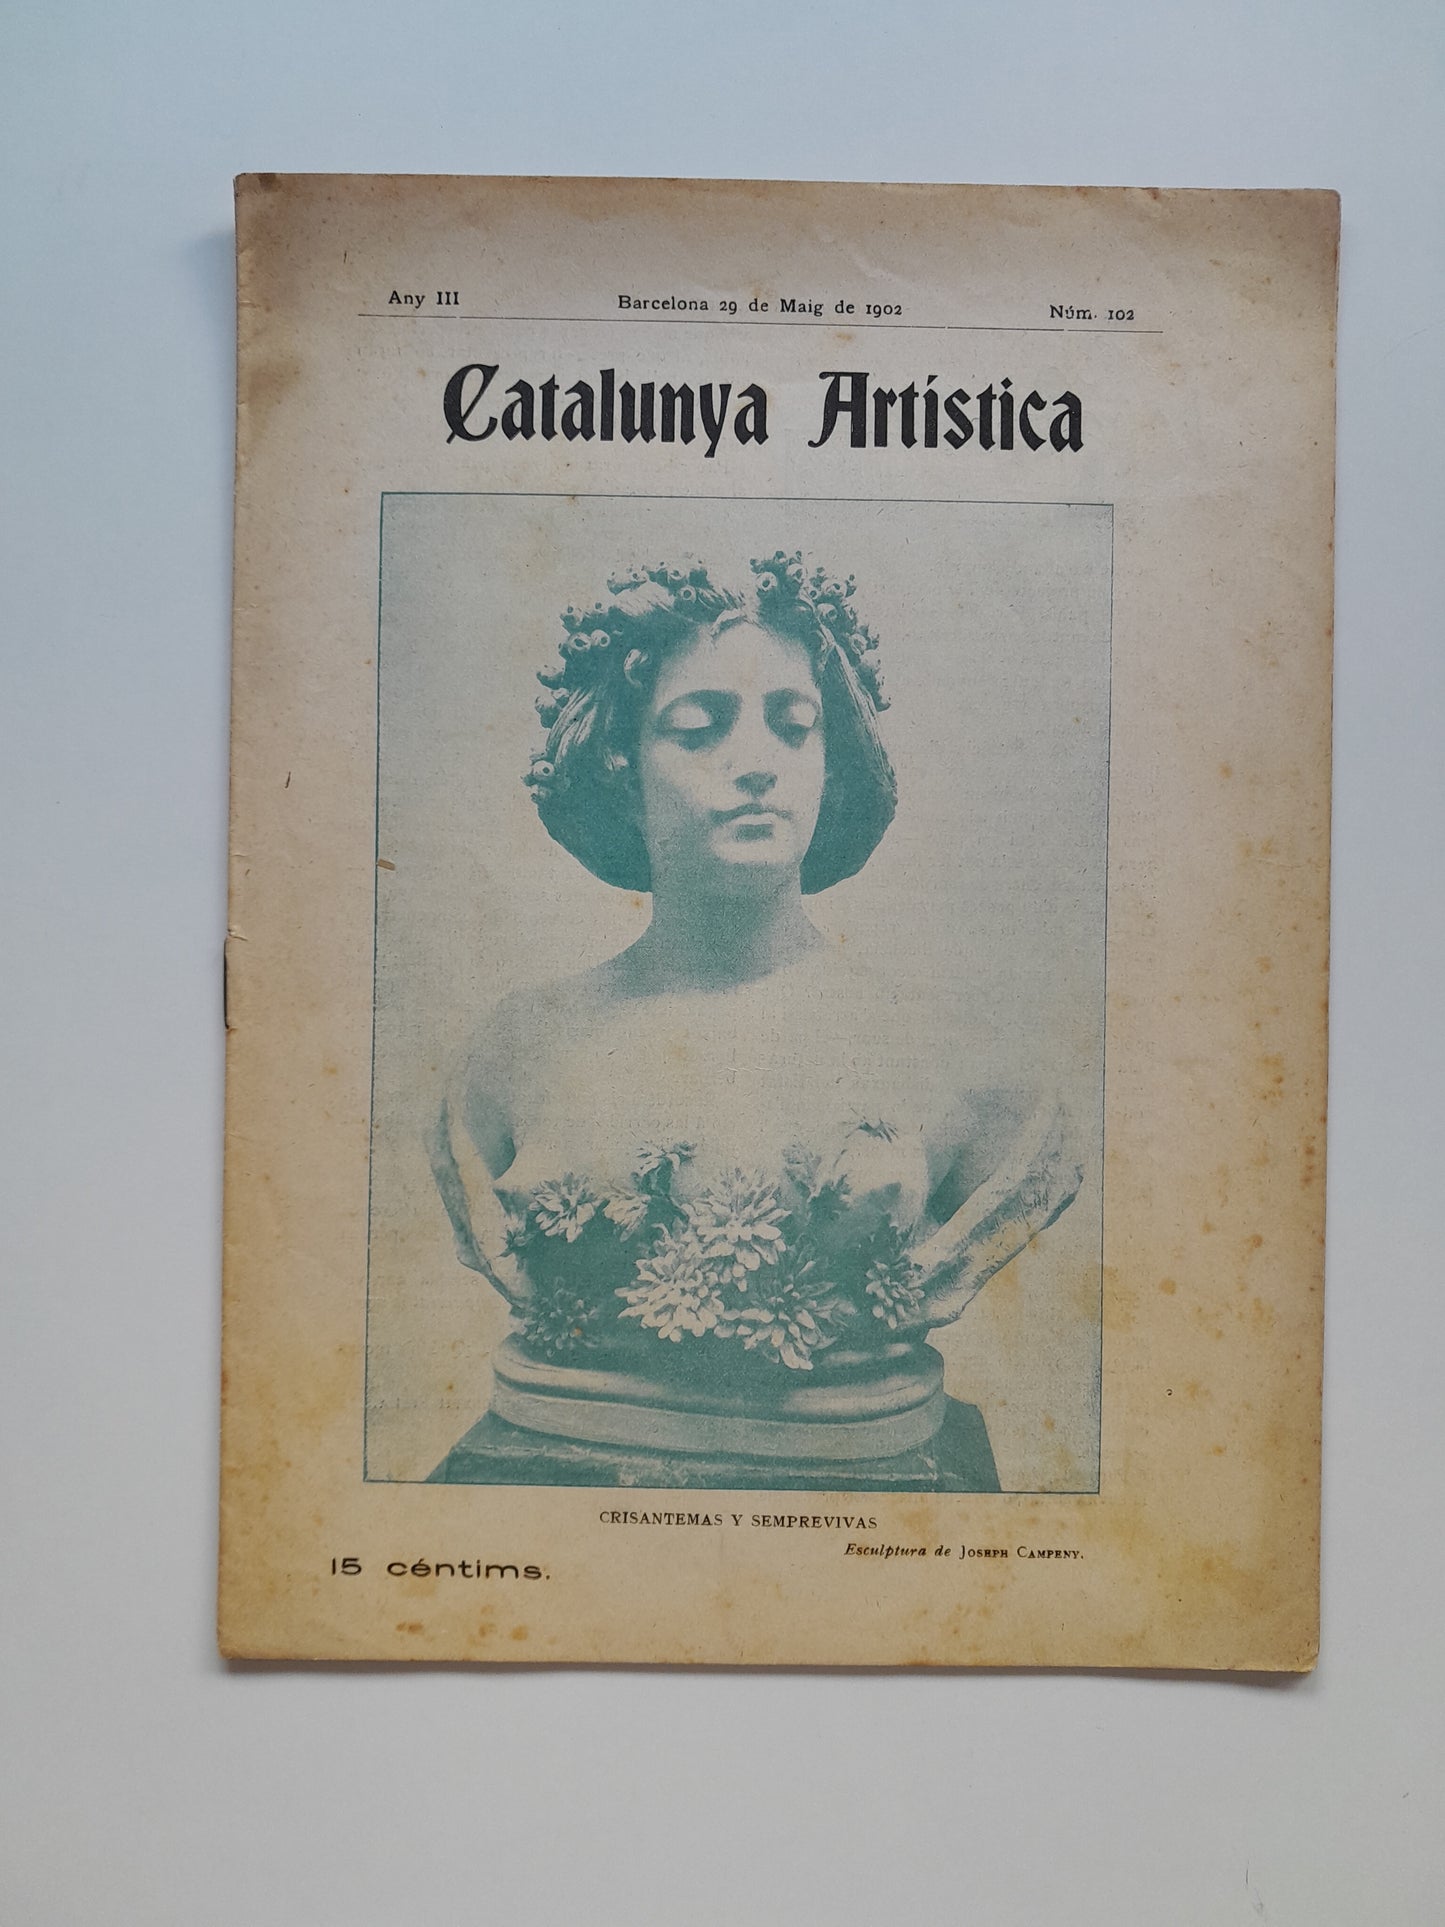 Any III
Barcelona 29 de Maig de 1902
Núm. 102
Catalunya Artística
CRISANTEMAS Y SEMPREVIVAS
Esculptura de JOSEPH CAMPENY.
15 céntims.